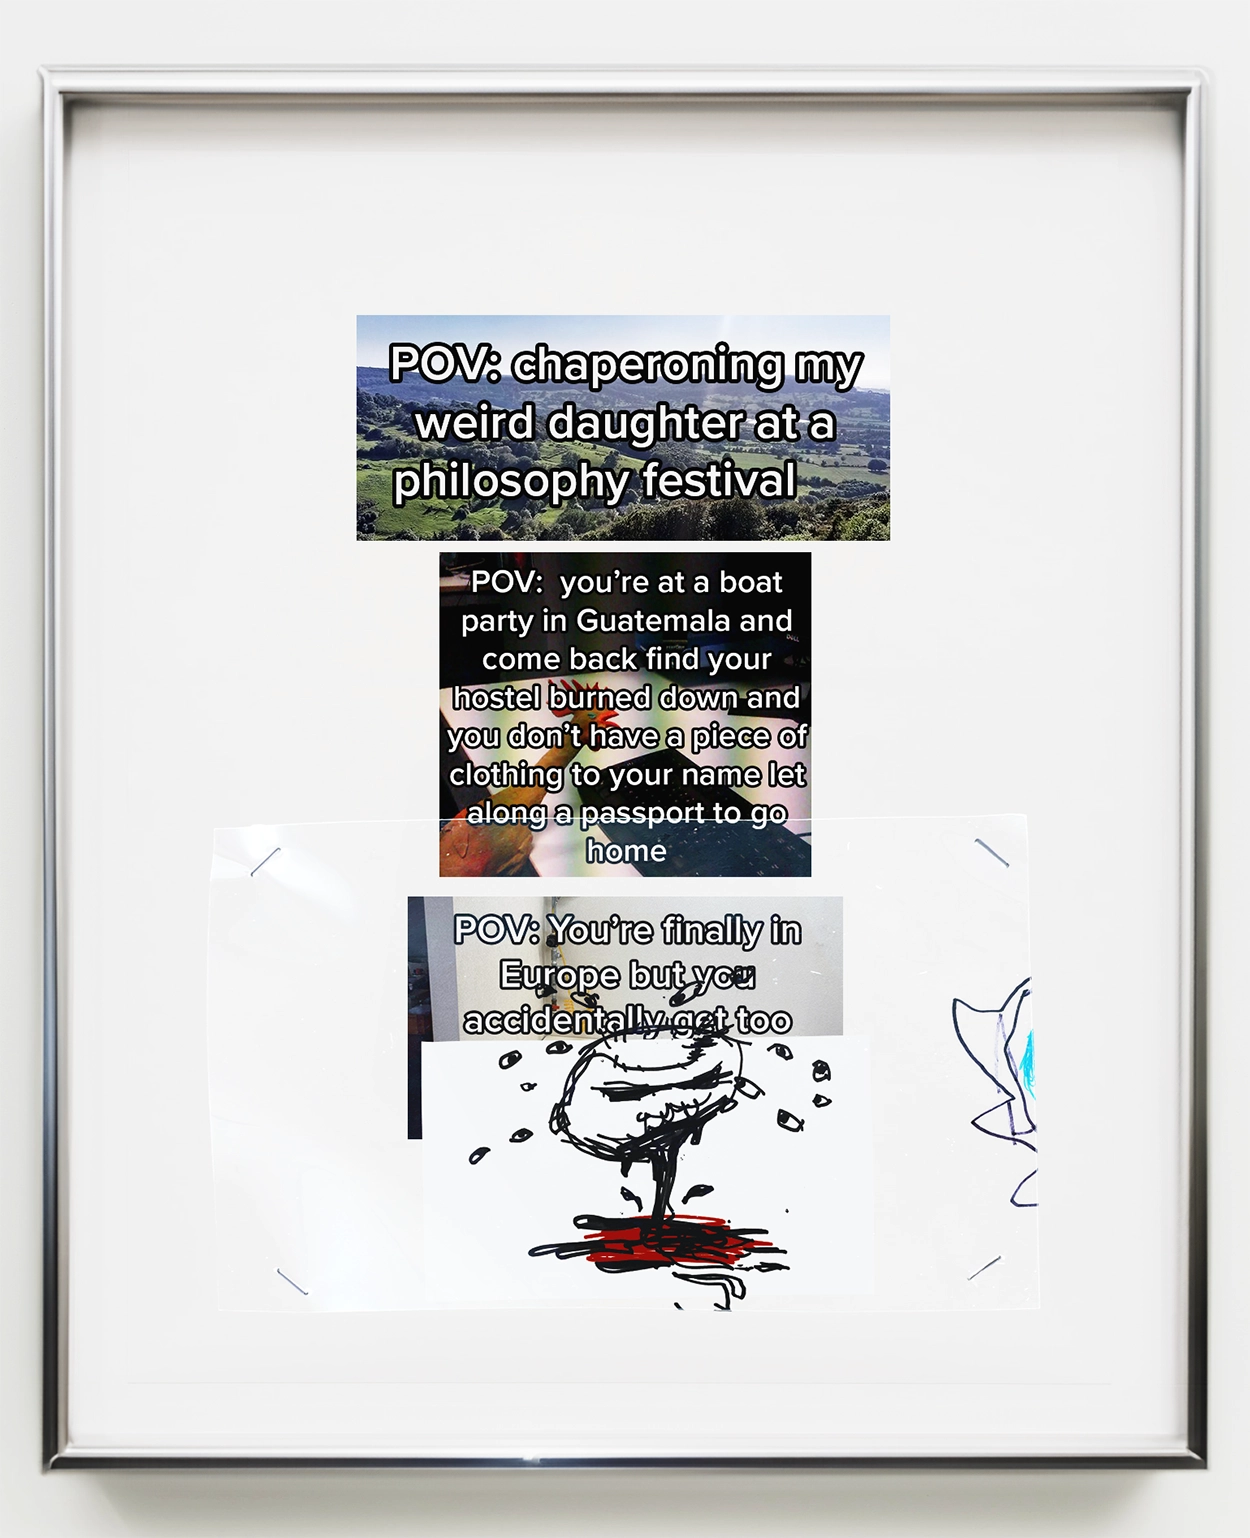 POV: chaperoning my
weird daughter at a
philosophy festival
POV: you’re at a boat
party in Guatemala and
come back find your
hostel burned down and
you don’t have a piece of
clothing to your name let
along a passport to go
home
DELL
POV: You’re finally in
Europe but you
accidentally get too